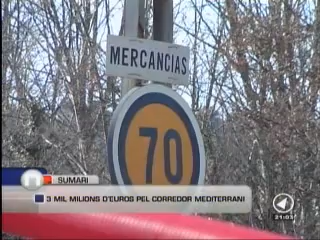 MERCANCIAS
70
SUMARI
3 MIL MILIONS D'EUROS PEL CORREDOR MEDITERRANI
21:03